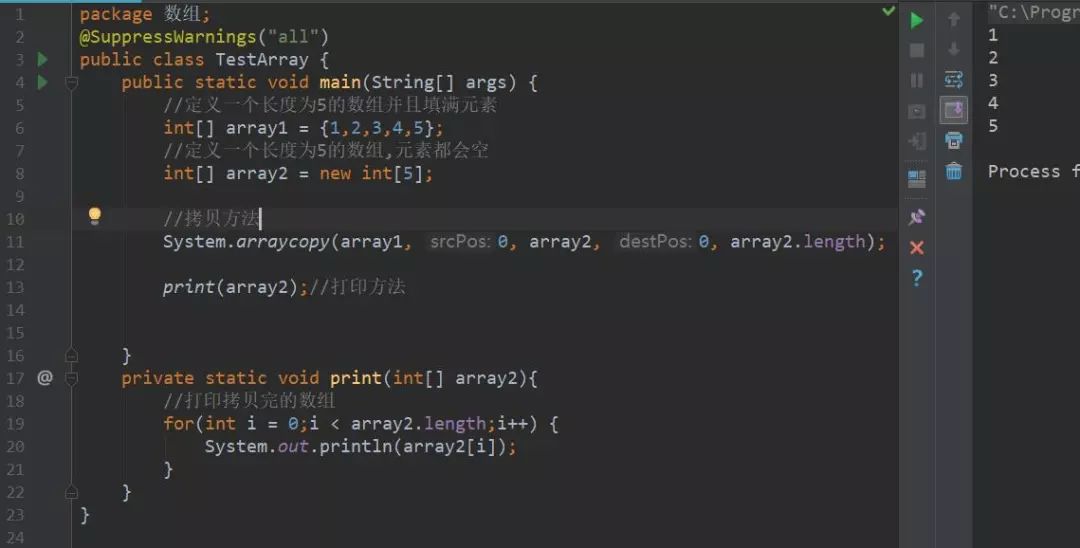 1 package 数组;
2 @SuppressWarnings("all")
3 public class TestArray {
4 public static void main(String[] args) {
5 //定义一个长度为5的数组并且填满元素
6 int[] array1 = {1,2,3,4,5};
7 //定义一个长度为5的数组,元素都会空
8 int[] array2 = new int[5];
9
10 //拷贝方法
11 System.arraycopy(array1, srcPos: 0, array2, destPos: 0, array2.length);
12
13 print(array2);//打印方法
14
15
16 }
17 @ private static void print(int[] array2){
18 //打印拷贝完的数组
19 for(int i = 0;i < array2.length;i++) {
20 System.out.println(array2[i]);
21 }
22 }
23 }
24
"C:\Progr
1
2
3
4
5
Process f